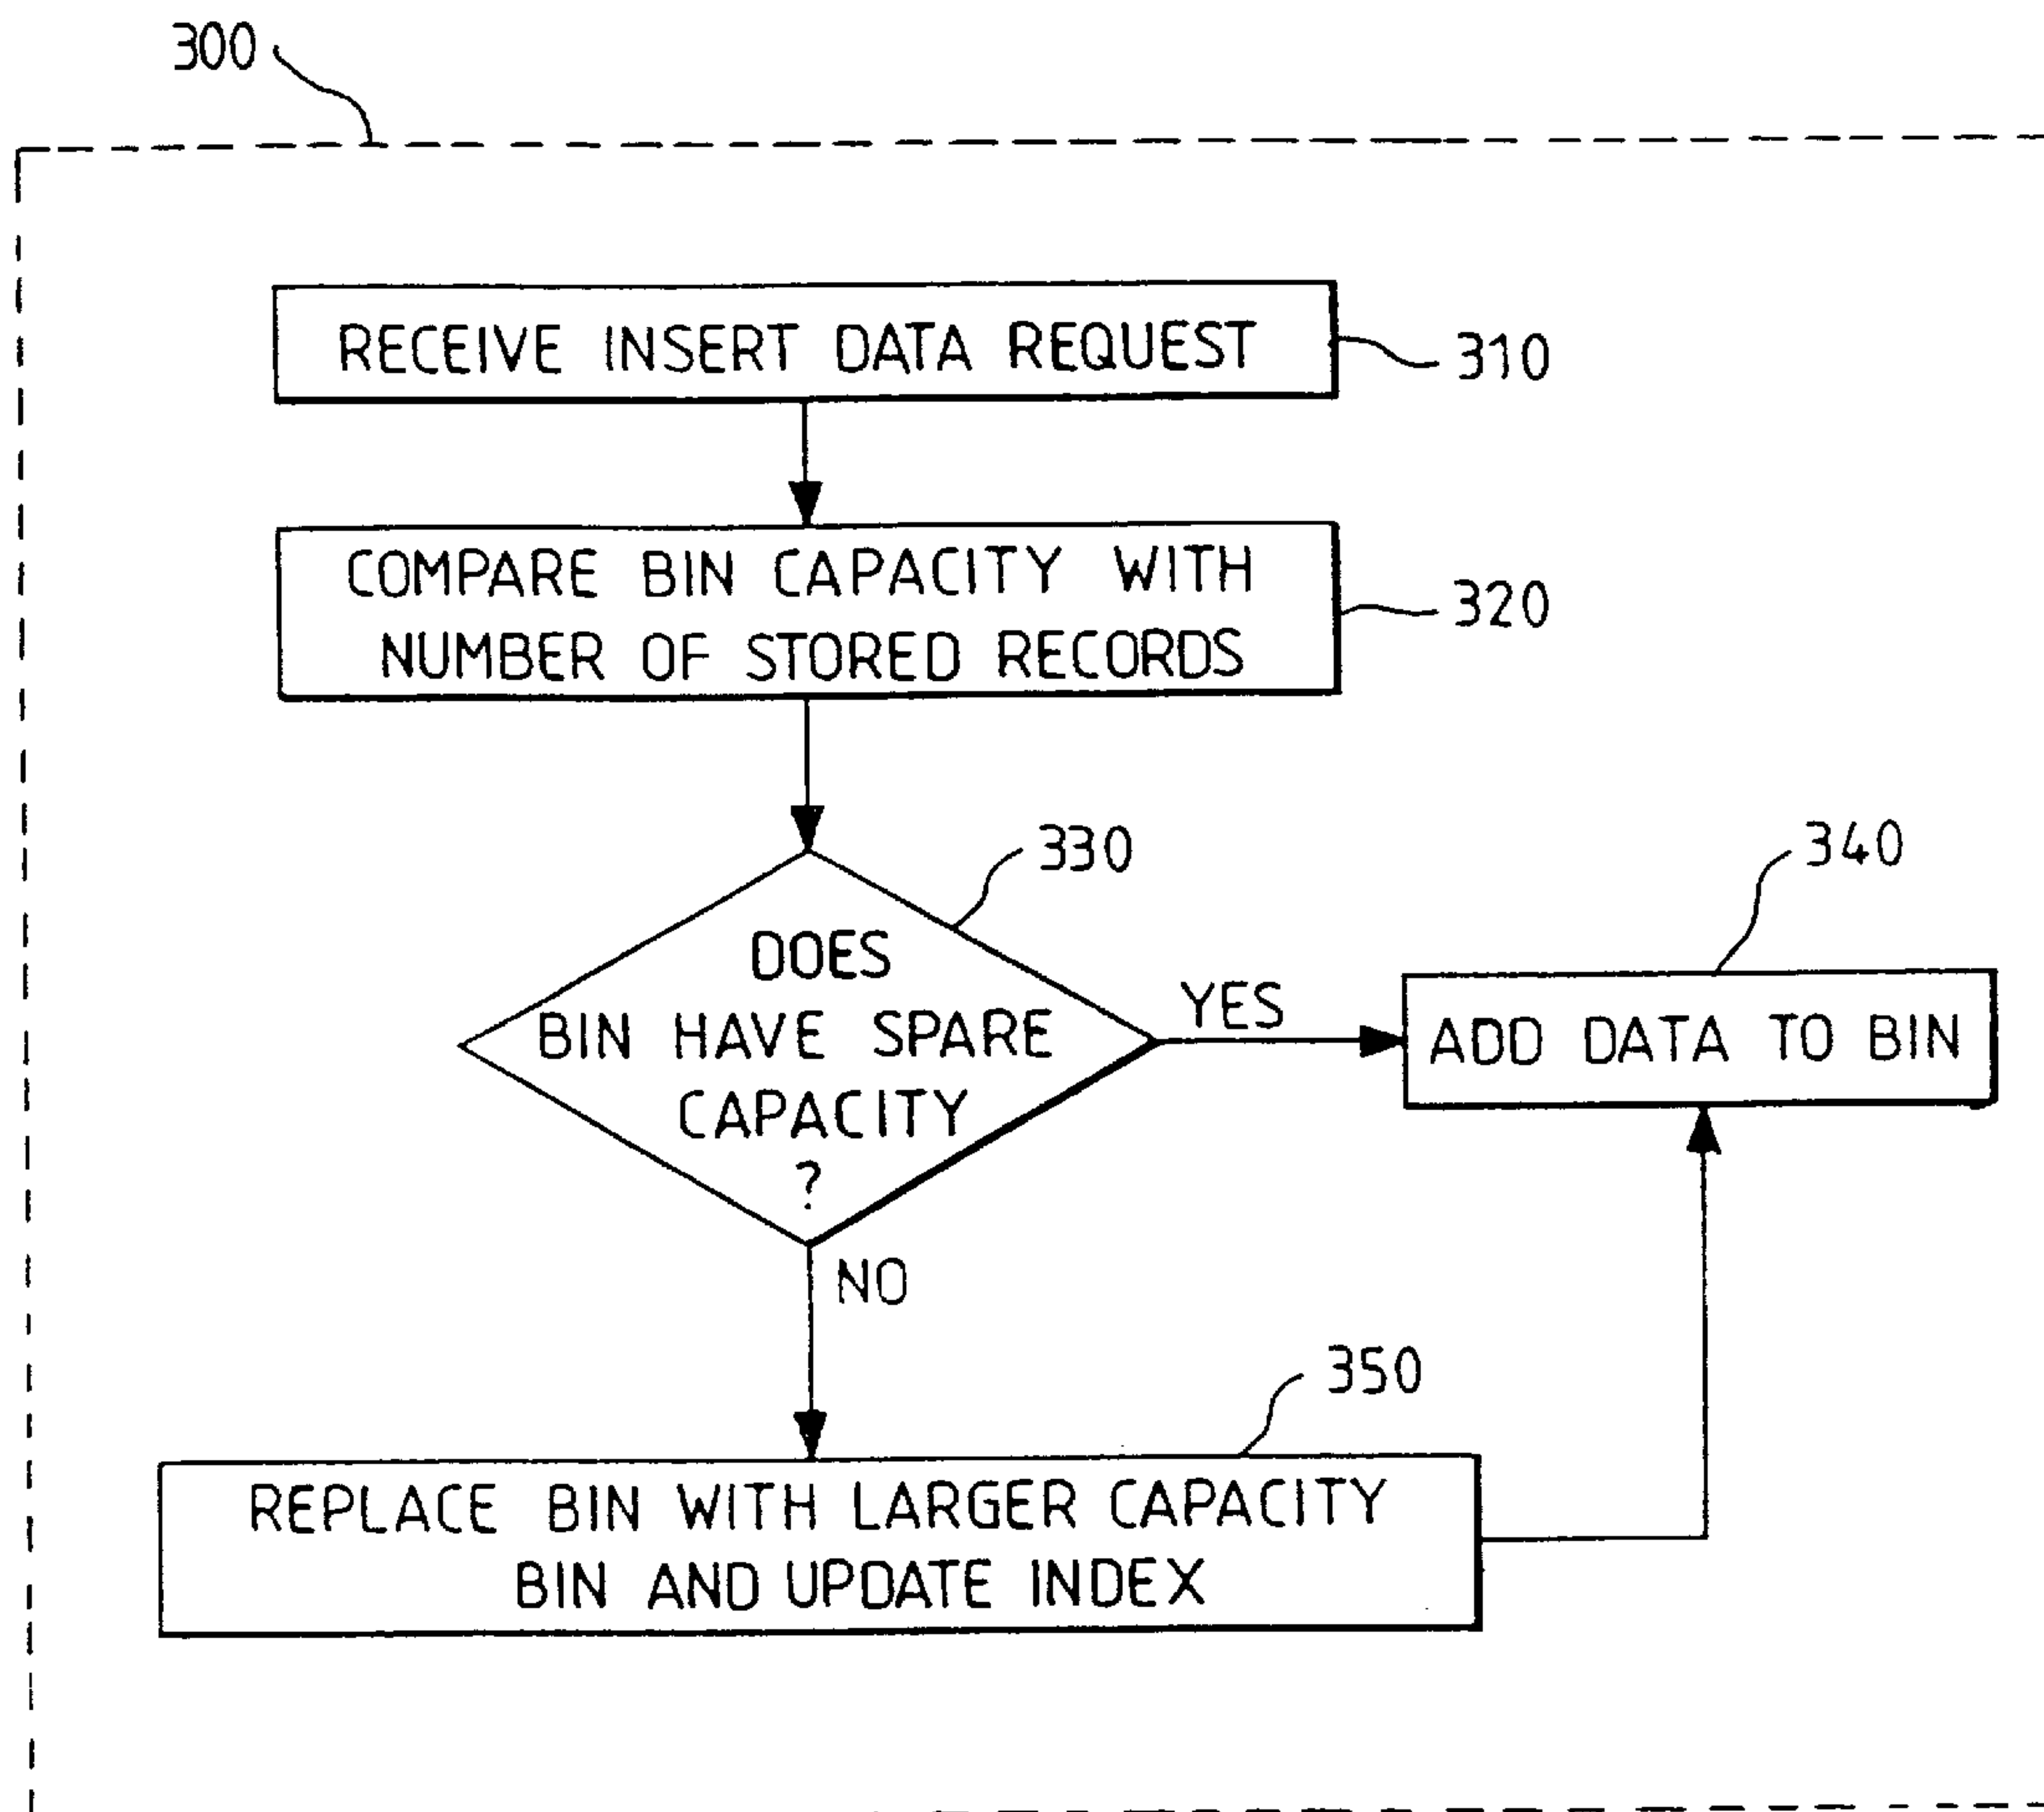 300
RECEIVE INSERT DATA REQUEST
310
COMPARE BIN CAPACITY WITH
NUMBER OF STORED RECORDS
320
330
DOES
BIN HAVE SPARE
CAPACITY
?
YES
340
ADD DATA TO BIN
NO
350
REPLACE BIN WITH LARGER CAPACITY
BIN AND UPDATE INDEX